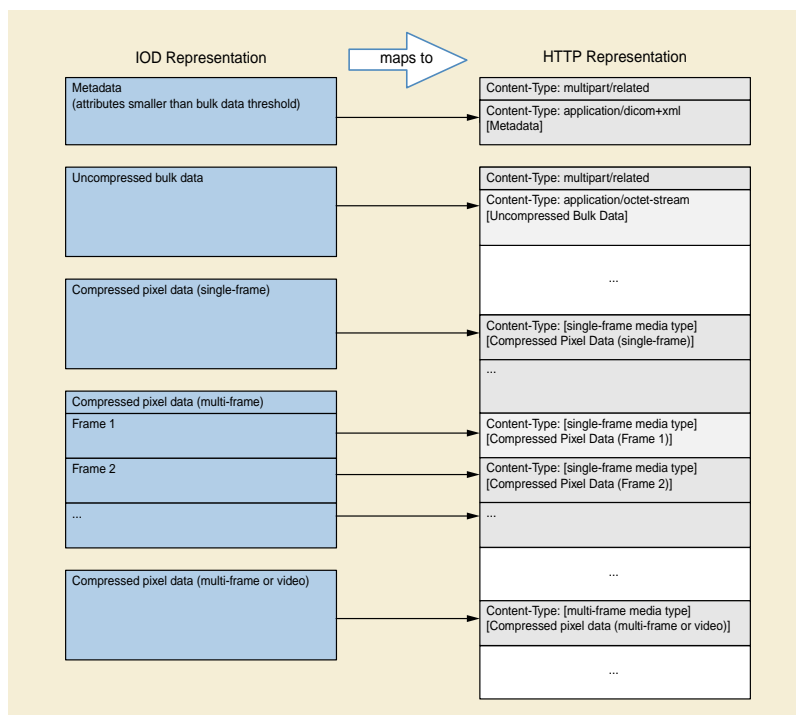 IOD Representation
maps to
HTTP Representation
Metadata
(attributes smaller than bulk data threshold)
Content-Type: multipart/related
Content-Type: application/dicom+xml
[Metadata]
Uncompressed bulk data
Content-Type: multipart/related
Content-Type: application/octet-stream
[Uncompressed Bulk Data]
...
Compressed pixel data (single-frame)
Content-Type: [single-frame media type]
[Compressed Pixel Data (single-frame)]
...
Compressed pixel data (multi-frame)
Frame 1
Content-Type: [single-frame media type]
[Compressed Pixel Data (Frame 1)]
Frame 2
Content-Type: [single-frame media type]
[Compressed Pixel Data (Frame 2)]
...
...
...
Compressed pixel data (multi-frame or video)
Content-Type: [multi-frame media type]
[Compressed pixel data (multi-frame or video)]
...